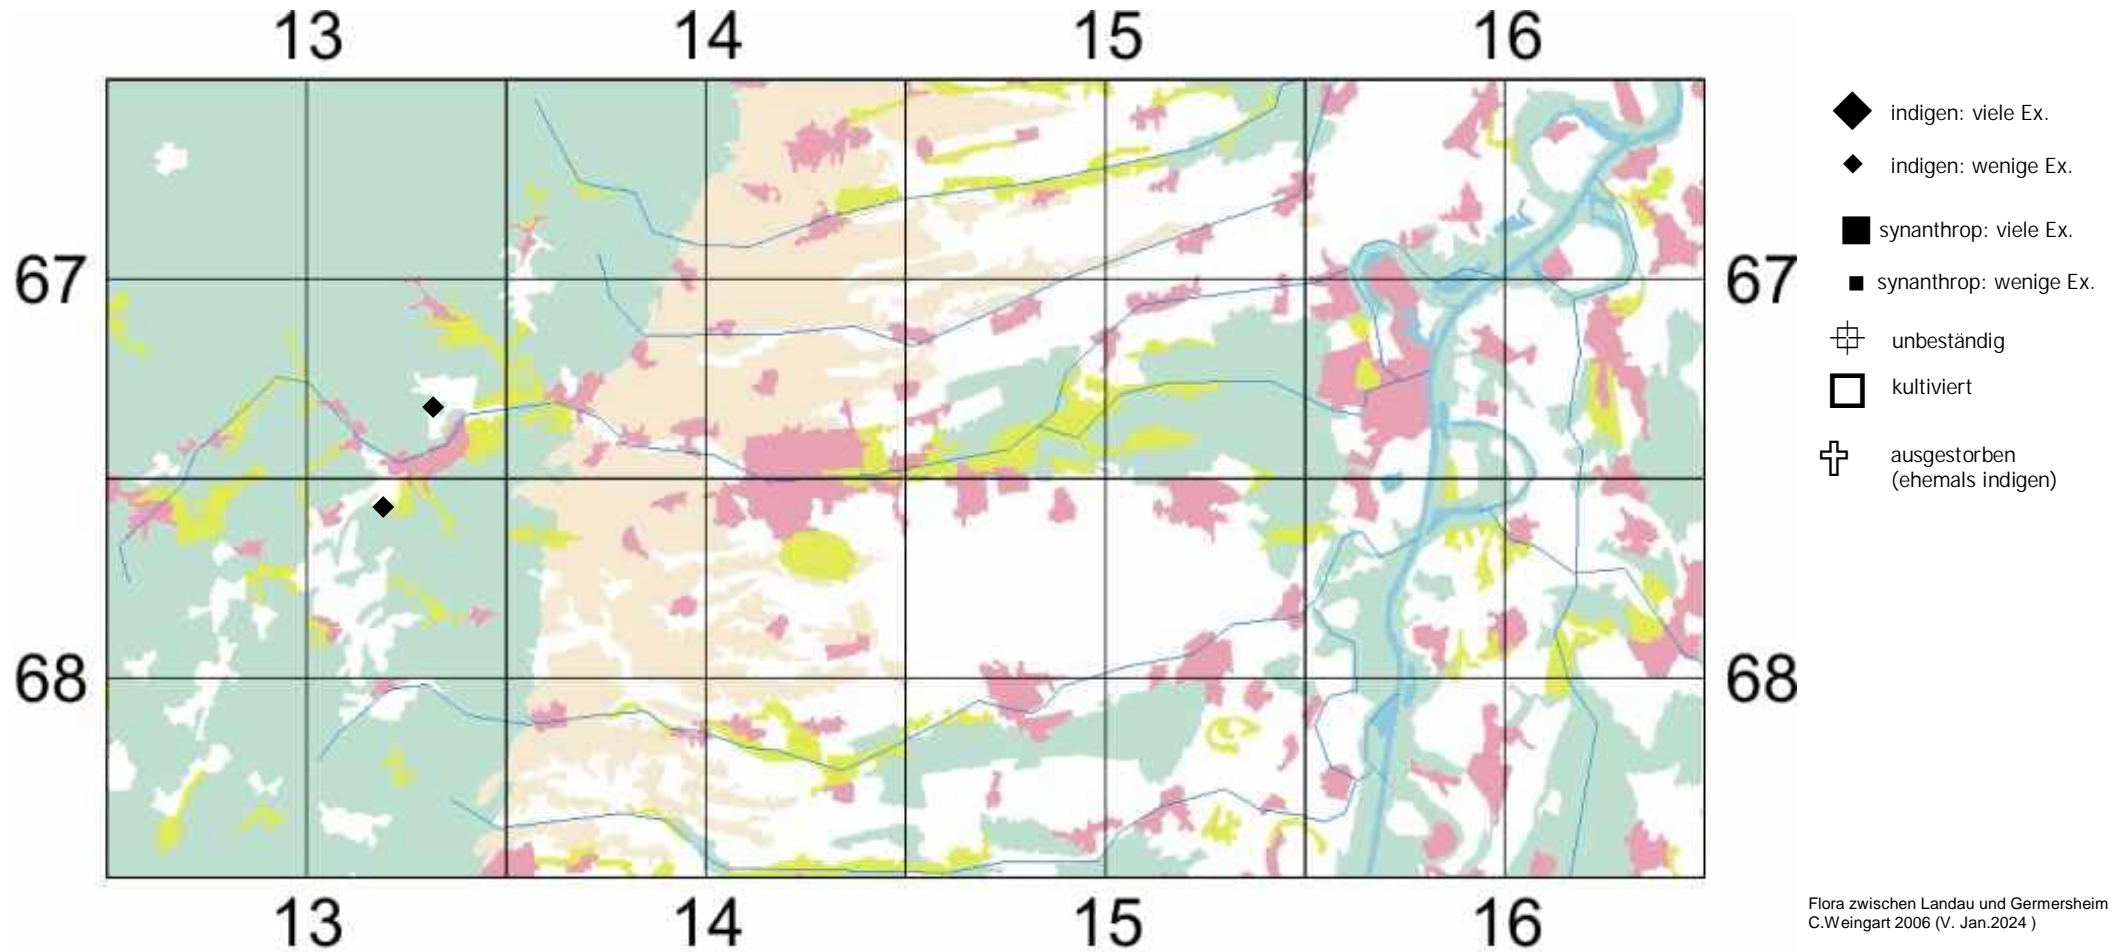 13 14 15 16
67 67
68 68
13 14 15 16
indigen: viele Ex.
indigen: wenige Ex.
synanthrop: viele Ex.
synanthrop: wenige Ex.
unbeständig
kultiviert
ausgestorben
(ehemals indigen)
Flora zwischen Landau und Germersheim
C.Weingart 2006 (V. Jan.2024 )